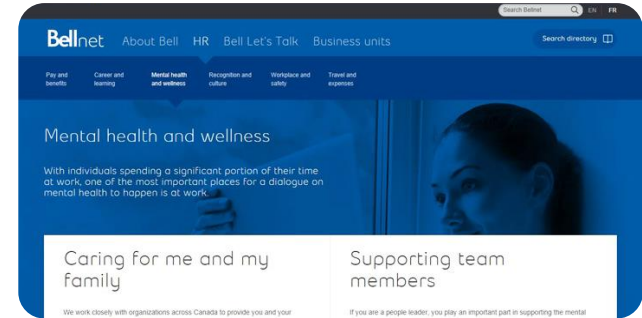 Search Bellnet EN FR
Bellnet About Bell HR Bell Let's Talk Business units Search directory
Pay and benefits Career and learning Mental health and wellness Recognition and culture Workplace and safety Travel and expenses
Mental health and wellness
With individuals spending a significant portion of their time
at work, one of the most important places for a dialogue on
mental health to happen is at work.
Caring for me and my
family
We work closely with organizations across Canada to provide you and your
Supporting team
members
If you are a people leader, you play an important part in supporting the mental